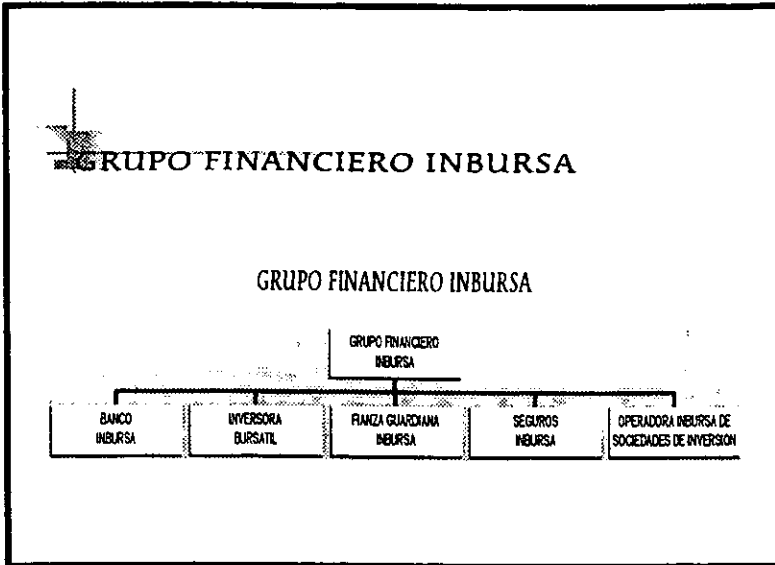 GRUPO FINANCIERO INBURSA
GRUPO FINANCIERO INBURSA
GRUPO FINANCIERO
INBURSA
BANCO
INBURSA
INVERSORA
BURSATIL
FIANZA GUARDIANA
INBURSA
SEGUROS
INBURSA
OPERADORA INBURSA DE
SOCIEDADES DE INVERSION